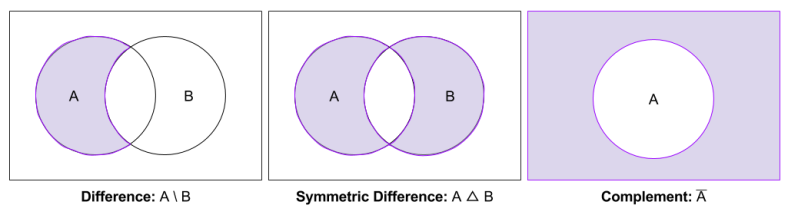 A B
A B
A
Difference: A \ B
Symmetric Difference: A △ B
Complement: A̅